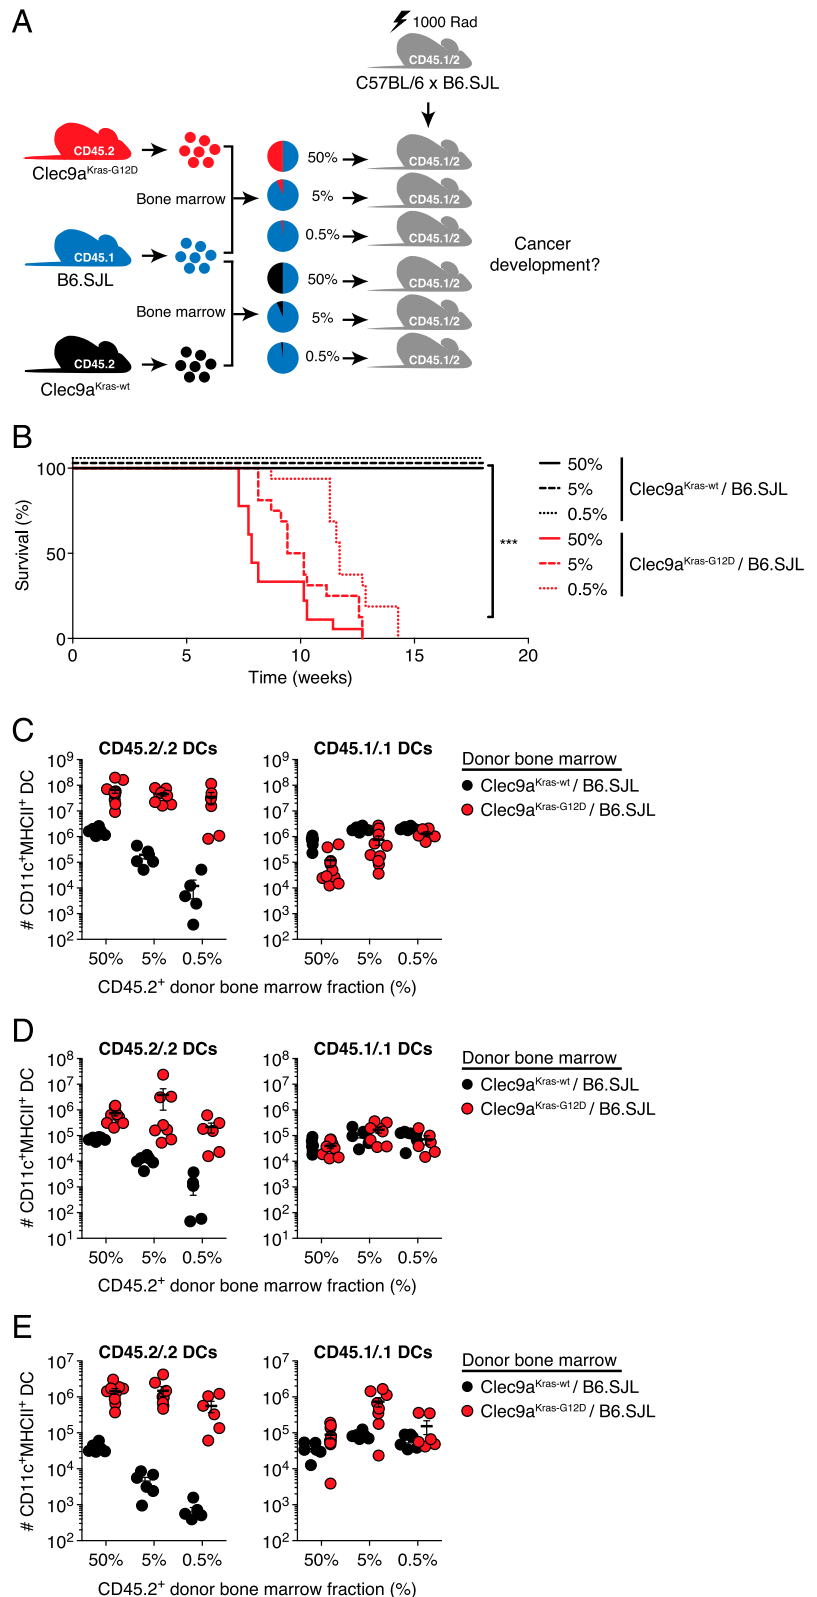 A
1000 Rad
CD45.1/2
C57BL/6 x B6.SJL
CD45.2
Clec9aKras-G12D
Bone marrow
CD45.1
B6.SJL
Bone marrow
CD45.2
Clec9aKras-wt
50%
5%
0.5%
50%
5%
0.5%
CD45.1/2
CD45.1/2
CD45.1/2
CD45.1/2
CD45.1/2
CD45.1/2
Cancer
development?
B
Survival (%)
100
50
0
0 5 10 15 20
Time (weeks)
***
50%
5%
0.5%
Clec9aKras-wt / B6.SJL
50%
5%
0.5%
Clec9aKras-G12D / B6.SJL
C
CD45.2/.2 DCs
CD45.1/.1 DCs
# CD11c+MHCII+ DC
109
108
107
106
105
104
103
102
50% 5% 0.5%
109
108
107
106
105
104
103
102
50% 5% 0.5%
CD45.2+ donor bone marrow fraction (%)
Donor bone marrow
Clec9aKras-wt / B6.SJL
Clec9aKras-G12D / B6.SJL
D
CD45.2/.2 DCs
CD45.1/.1 DCs
# CD11c+MHCII+ DC
108
107
106
105
104
103
102
101
50% 5% 0.5%
108
107
106
105
104
103
102
101
50% 5% 0.5%
CD45.2+ donor bone marrow fraction (%)
Donor bone marrow
Clec9aKras-wt / B6.SJL
Clec9aKras-G12D / B6.SJL
E
CD45.2/.2 DCs
CD45.1/.1 DCs
# CD11c+MHCII+ DC
107
106
105
104
103
102
50% 5% 0.5%
107
106
105
104
103
102
50% 5% 0.5%
CD45.2+ donor bone marrow fraction (%)
Donor bone marrow
Clec9aKras-wt / B6.SJL
Clec9aKras-G12D / B6.SJL